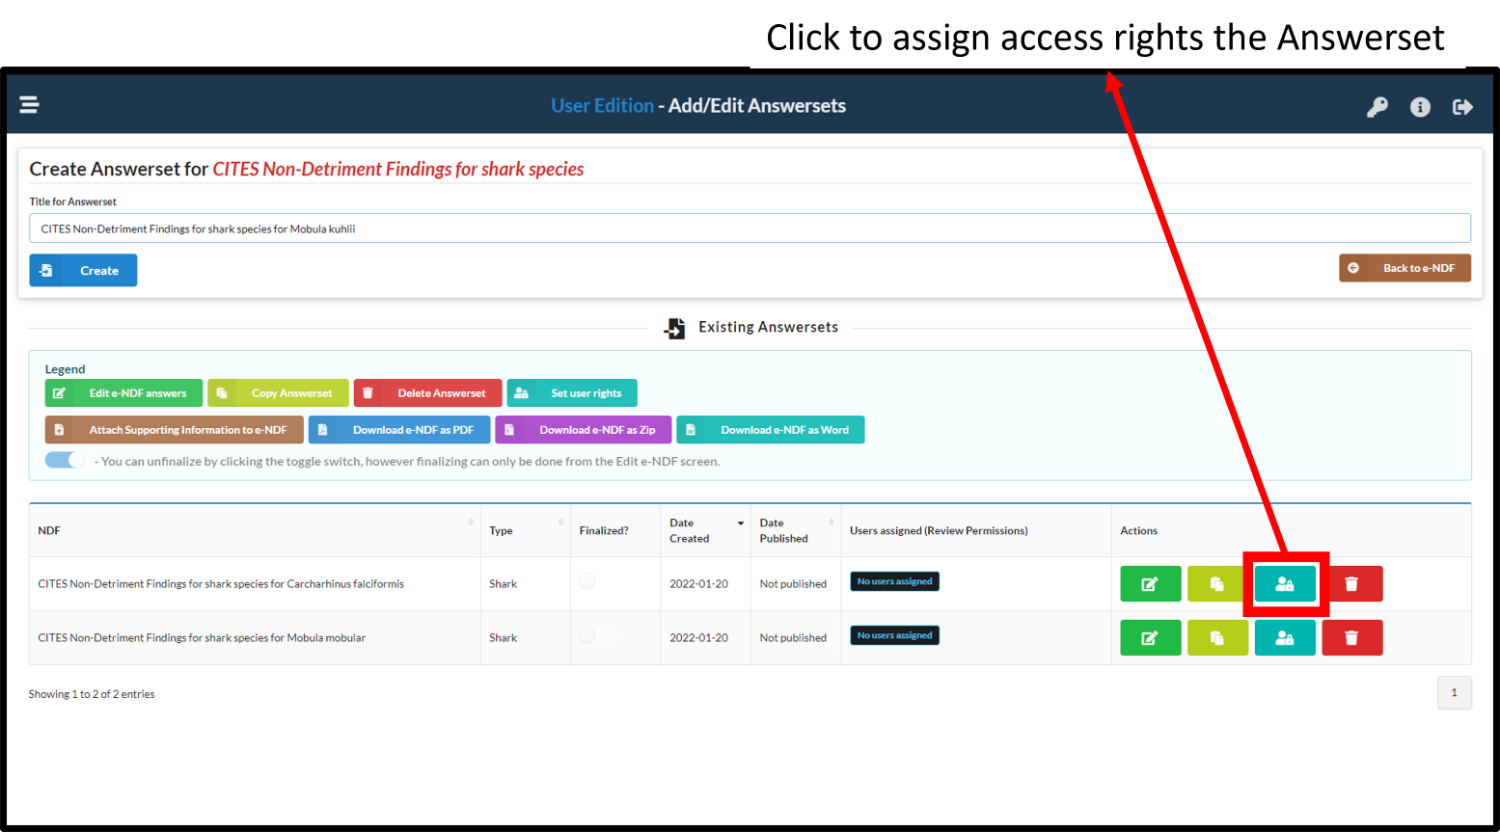 Click to assign access rights the Answerset
User Edition - Add/Edit Answersets
Create Answerset for CITES Non-Detriment Findings for shark species
Title for Answerset
CITES Non-Detriment Findings for shark species for Mobula kuhlii
Create
Back to e-NDF
Existing Answersets
Legend
Edit e-NDF answers Copy Answerset Delete Answerset Set user rights
Attach Supporting Information to e-NDF Download e-NDF as PDF Download e-NDF as Zip Download e-NDF as Word
- You can unfinalize by clicking the toggle switch, however finalizing can only be done from the Edit e-NDF screen.
NDF Type Finalized? Date Created Date Published Users assigned (Review Permissions) Actions
CITES Non-Detriment Findings for shark species for Carcharhinus falciformis Shark 2022-01-20 Not published No users assigned
CITES Non-Detriment Findings for shark species for Mobula mobular Shark 2022-01-20 Not published No users assigned
Showing 1 to 2 of 2 entries
1